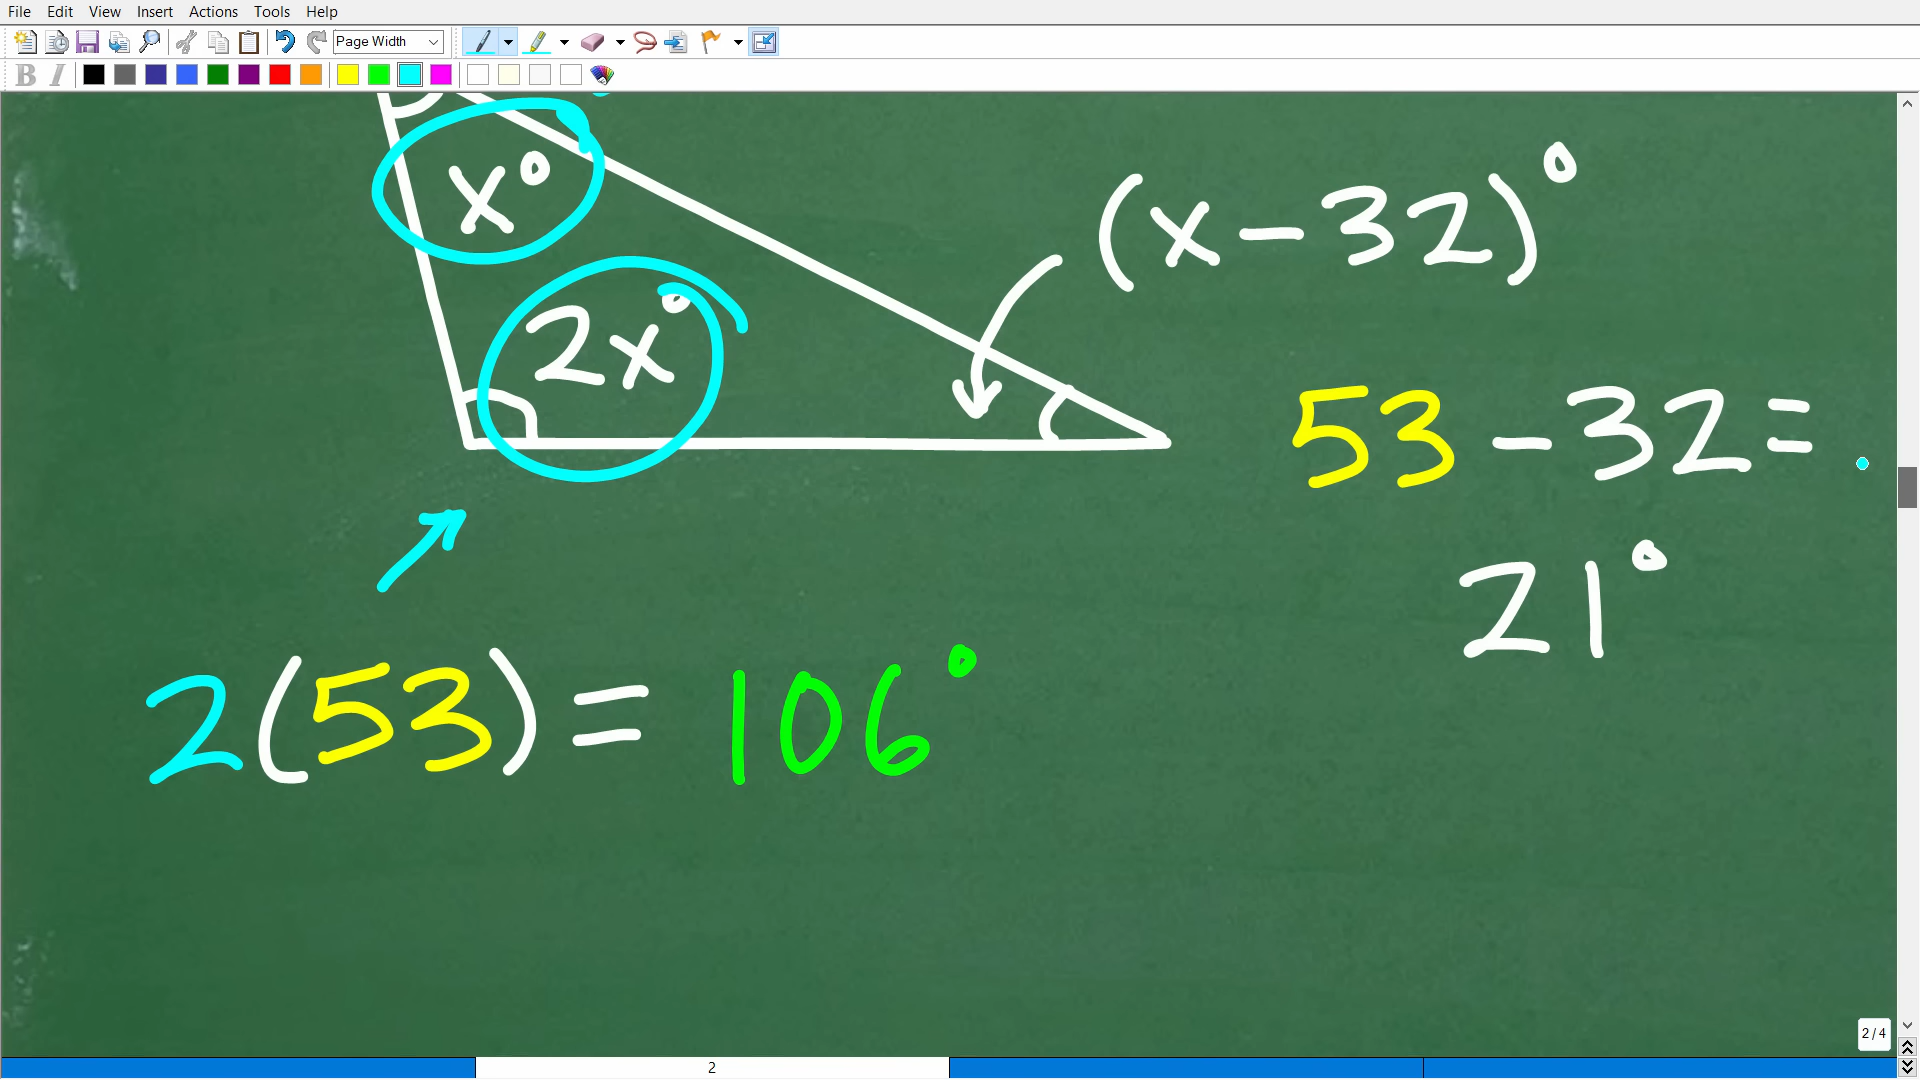 File Edit View Insert Actions Tools Help
Page Width
B I
x°
(x-32)°
2x°
53-32=
21°
2(53)=106°
2/4
2